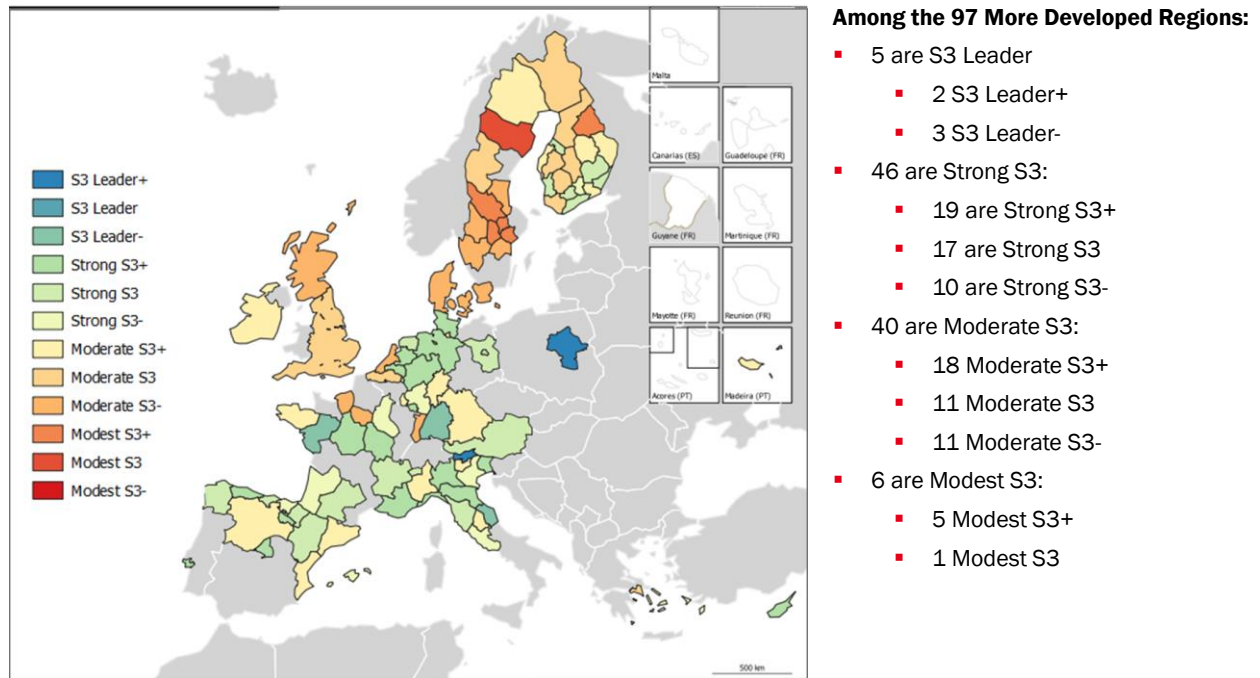 S3 Leader+
S3 Leader
S3 Leader-
Strong S3+
Strong S3
Strong S3-
Moderate S3+
Moderate S3
Moderate S3-
Modest S3+
Modest S3
Modest S3-
Malta
Canarias (ES)
Guadeloupe (FR)
Guyane (FR)
Martinique (FR)
Mayotte (FR)
Reunion (FR)
Acores (PT)
Madeira (PT)
500 km
Among the 97 More Developed Regions:
▪ 5 are S3 Leader
▪ 2 S3 Leader+
▪ 3 S3 Leader-
▪ 46 are Strong S3:
▪ 19 are Strong S3+
▪ 17 are Strong S3
▪ 10 are Strong S3-
▪ 40 are Moderate S3:
▪ 18 Moderate S3+
▪ 11 Moderate S3
▪ 11 Moderate S3-
▪ 6 are Modest S3:
▪ 5 Modest S3+
▪ 1 Modest S3